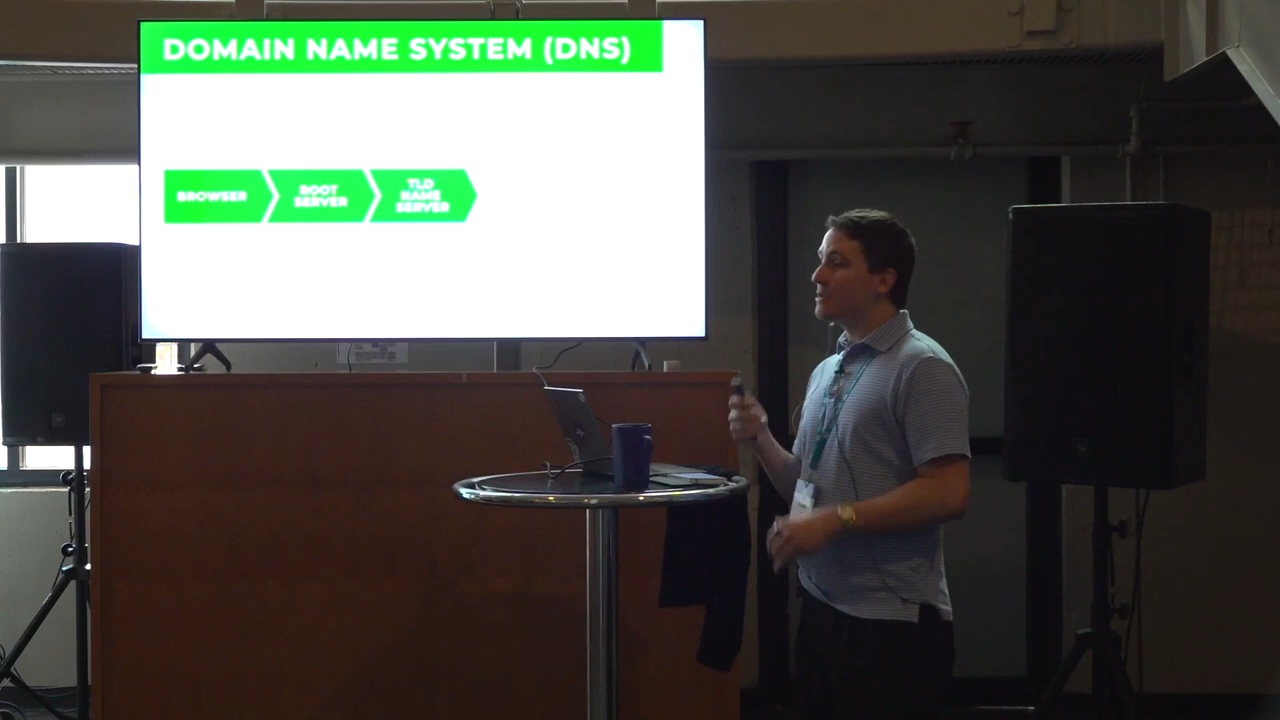 DOMAIN NAME SYSTEM (DNS)
BROWSER
ROOT
SERVER
TLD
NAME
SERVER